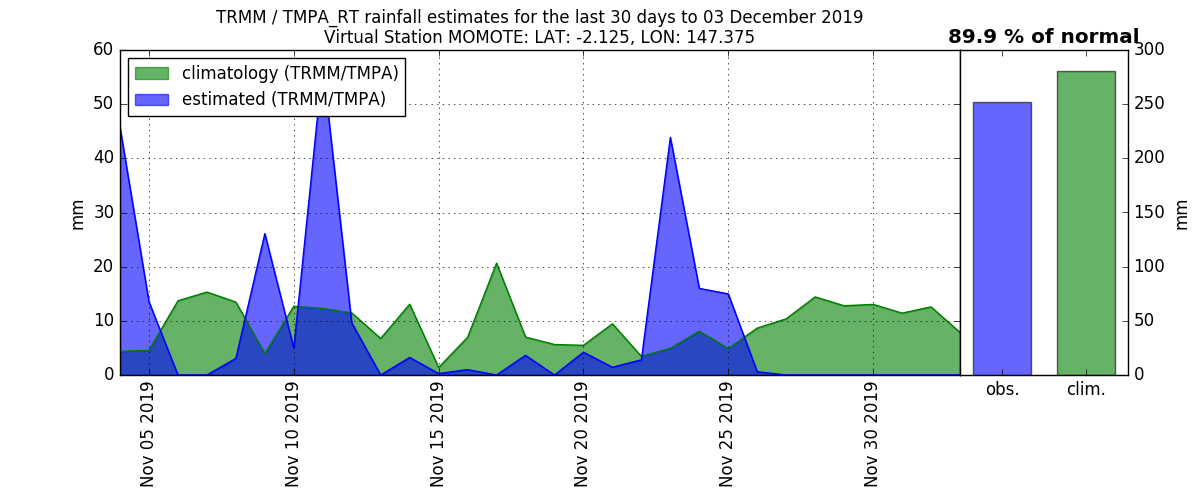 TRMM / TMPA_RT rainfall estimates for the last 30 days to 03 December 2019
Virtual Station MOMOTE: LAT: -2.125, LON: 147.375
89.9 % of normal
climatology (TRMM/TMPA)
estimated (TRMM/TMPA)
60
50
40
30
20
10
0
mm
Nov 05 2019
Nov 10 2019
Nov 15 2019
Nov 20 2019
Nov 25 2019
Nov 30 2019
300
250
200
150
100
50
0
mm
obs.
clim.